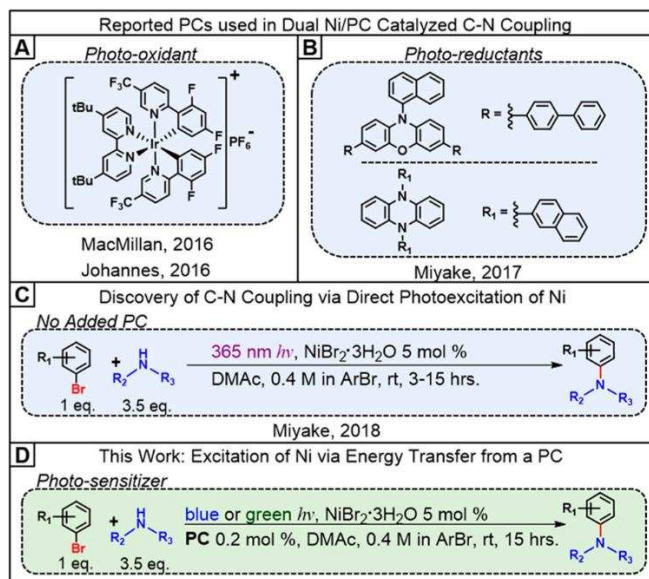 Reported PCs used in Dual Ni/PC Catalyzed C-N Coupling
A
Photo-oxidant
F3C
F
tBu
N
N
F
N
Ir
F
N
tBu
N
F
F3C
+
PF6-
MacMillan, 2016
Johannes, 2016
B
Photo-reductants
N
R
O
R
R =
R1
N
N
R1
R1 =
Miyake, 2017
C
Discovery of C-N Coupling via Direct Photoexcitation of Ni
No Added PC
R1
Br
1 eq.
+
H
N
R2
R3
3.5 eq.
365 nm hv, NiBr2·3H2O 5 mol %
DMAc, 0.4 M in ArBr, rt, 3-15 hrs.
R1
N
R2
R3
Miyake, 2018
D
This Work: Excitation of Ni via Energy Transfer from a PC
Photo-sensitizer
R1
Br
1 eq.
+
H
N
R2
R3
3.5 eq.
blue or green hv, NiBr2·3H2O 5 mol %
PC 0.2 mol %, DMAc, 0.4 M in ArBr, rt, 15 hrs.
R1
N
R2
R3